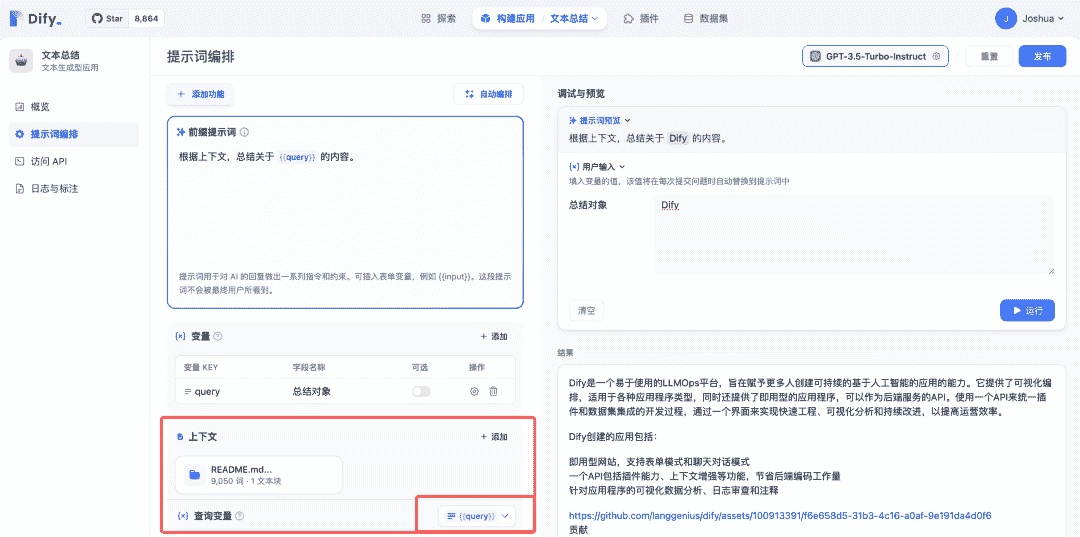 Dify.
Star 8,864
探索
构建应用 / 文本总结
插件
数据集
J Joshua
文本总结
文本生成型应用
概览
提示词编排
访问 API
日志与标注
提示词编排
GPT-3.5-Turbo-Instruct
重置
发布
+ 添加功能
自动编排
前缀提示词
根据上下文，总结关于 {{query}} 的内容。
提示词用于对 AI 的回复做出一系列指令和约束。可插入表单变量，例如 {{input}}。这段提示
词不会被最终用户所看到。
{x} 变量
+ 添加
变量 KEY 字段名称 可选 操作
query 总结对象
上下文
+ 添加
README.md...
9,050 词 · 1 文本块
{x} 查询变量
{{query}}
调试与预览
提示词预览
根据上下文，总结关于 Dify 的内容。
{x} 用户输入
填入变量的值，该值将在每次提交问题时自动替换到提示词中
总结对象
Dify
清空
运行
结果
Dify是一个易于使用的LLMOps平台，旨在赋予更多人创建可持续的基于人工智能的应用的能力。它提供了可视化编
排，适用于各种应用程序类型，同时还提供了即用型的应用程序，可以作为后端服务的API。使用一个API来统一插
件和数据集集成的开发过程，通过一个界面来实现快速工程、可视化分析和持续改进，以提高运营效率。
Dify创建的应用包括：
即用型网站，支持表单模式和聊天对话模式
一个API包括插件能力、上下文增强等功能，节省后端编码工作量
针对应用程序的可视化数据分析、日志审查和注释
https://github.com/langgenius/dify/assets/100913391/f6e658d5-31b3-4c16-a0af-9e191da4d0f6
贡献